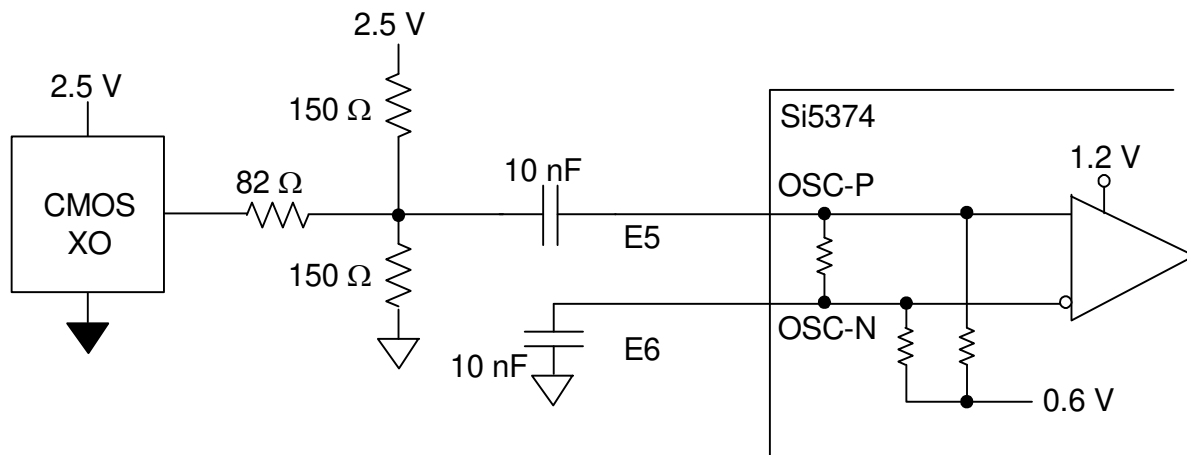 2.5 V
2.5 V
150 Ω
Si5374
10 nF
1.2 V
82 Ω
OSC-P
CMOS
XO
E5
150 Ω
OSC-N
10 nF
E6
0.6 V